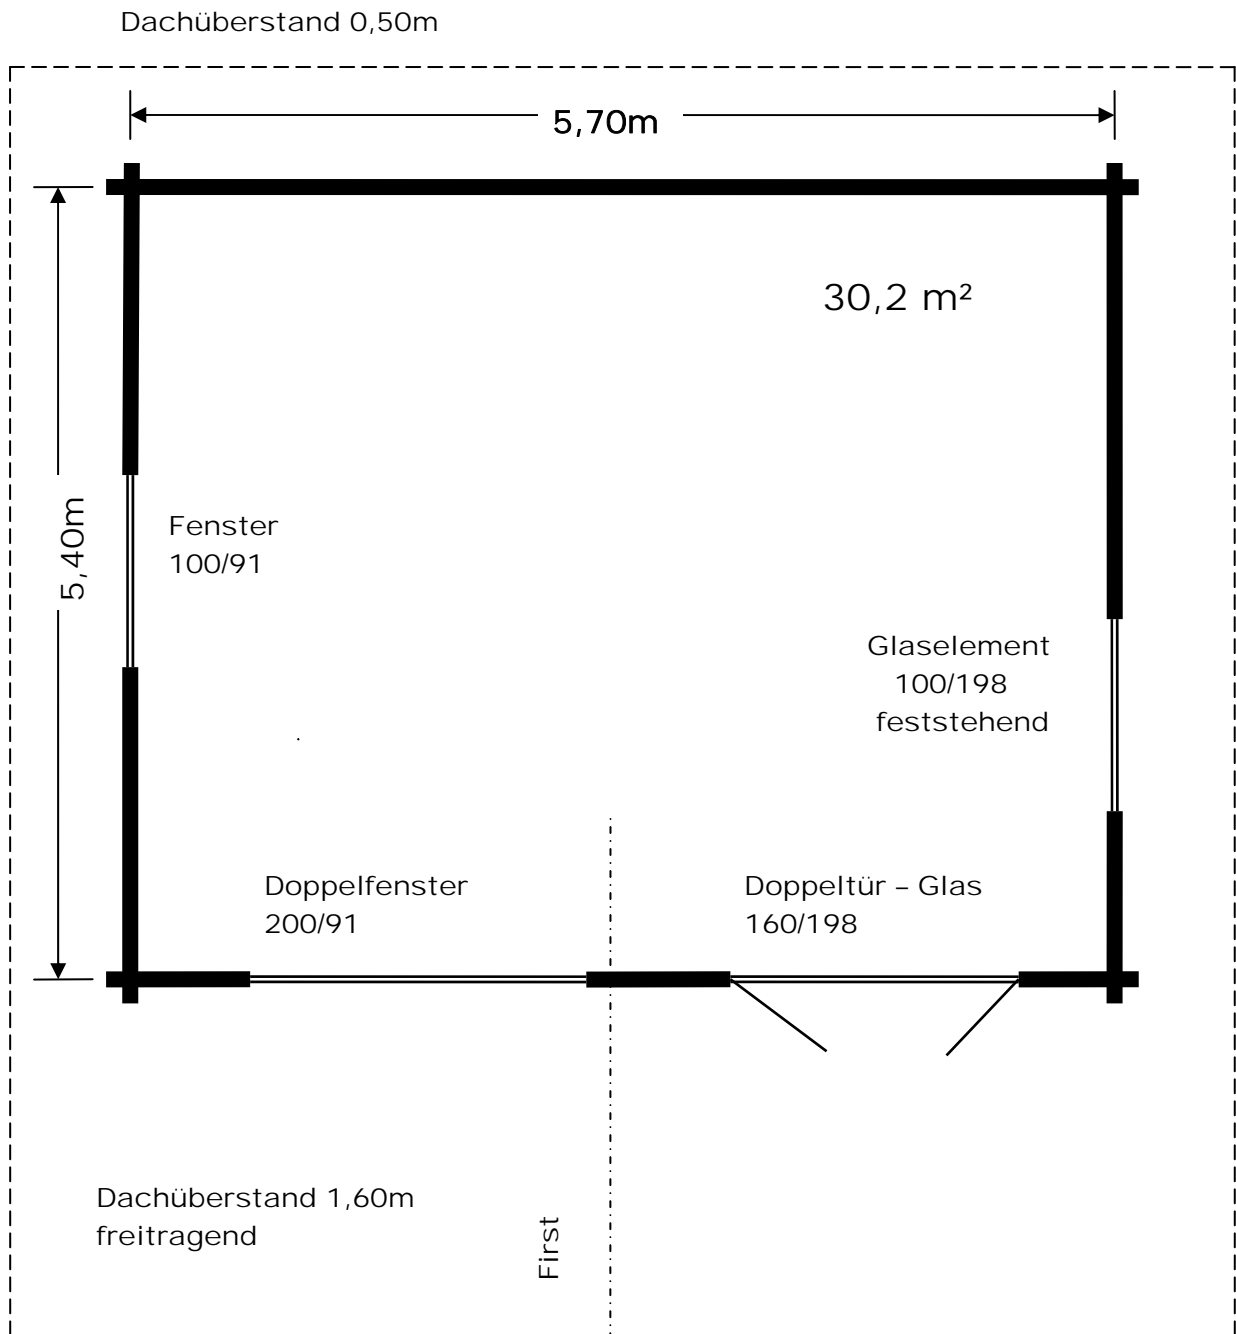 Dachüberstand 0,50m
5,70m
30,2 m²
5,40m
Fenster
100/91
Glaselement
100/198
feststehend
Doppelfenster
200/91
Doppeltür – Glas
160/198
Dachüberstand 1,60m
freitragend
First